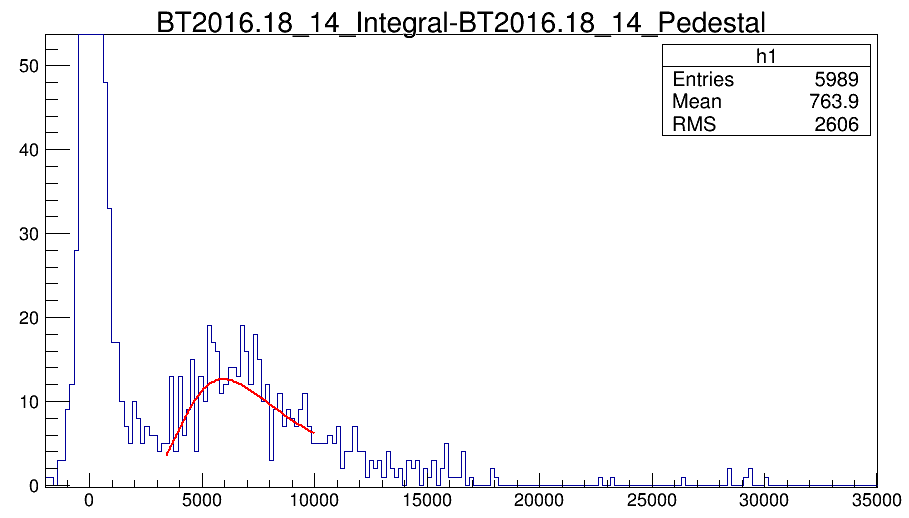 BT2016.18_14_Integral-BT2016.18_14_Pedestal
h1
Entries 5989
Mean 763.9
RMS 2606
50
40
30
20
10
0
0 5000 10000 15000 20000 25000 30000 35000